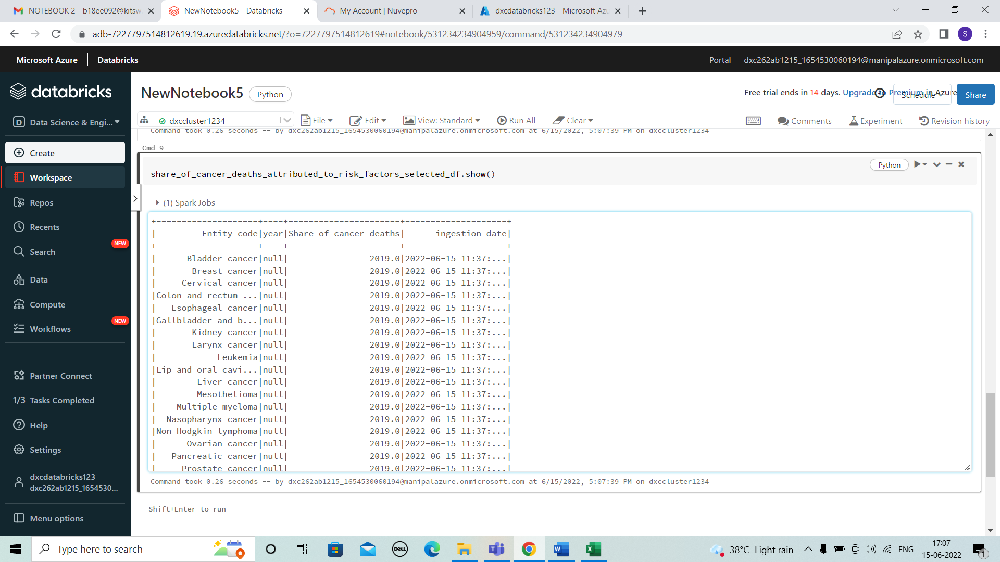 NOTEBOOK 2 - b18ee092@kitsw
NewNotebook5 - Databricks
My Account | Nuvepro
dxcdatabricks123 - Microsoft Azu
adb-7227797514812619.19.azuredatabricks.net/?o=7227797514812619#notebook/531234234904959/command/531234234904979
S
Microsoft Azure
Databricks
Portal
dxc262ab1215_1654530060194@manipalazure.onmicrosoft.com
databricks
D
Data Science & Engi...
Create
Workspace
Repos
Recents
NEW
Search
Data
Compute
NEW
Workflows
Partner Connect
1/3 Tasks Completed
Help
Settings
dxcdatabricks123
dxc262ab1215_1654530...
Menu options
NewNotebook5
Python
Free trial ends in 14 days. Upgrade to Premium in Azure
Schedule
Share
dxccluster1234
File
Edit
View: Standard
Run All
Clear
Comments
Experiment
Revision history
Command took 0.26 seconds -- by dxc262ab1215_1654530060194@manipalazure.onmicrosoft.com at 6/15/2022, 5:07:39 PM on dxccluster1234
Cmd 9
Python
share_of_cancer_deaths_attributed_to_risk_factors_selected_df.show()
(1) Spark Jobs
+--------------------+----+----------------------+--------------------+
|         Entity_code|year|Share of cancer deaths|      ingestion_date|
+--------------------+----+----------------------+--------------------+
|      Bladder cancer|null|                2019.0|2022-06-15 11:37:...|
|       Breast cancer|null|                2019.0|2022-06-15 11:37:...|
|     Cervical cancer|null|                2019.0|2022-06-15 11:37:...|
|Colon and rectum ...|null|                2019.0|2022-06-15 11:37:...|
|   Esophageal cancer|null|                2019.0|2022-06-15 11:37:...|
|Gallbladder and b...|null|                2019.0|2022-06-15 11:37:...|
|       Kidney cancer|null|                2019.0|2022-06-15 11:37:...|
|       Larynx cancer|null|                2019.0|2022-06-15 11:37:...|
|            Leukemia|null|                2019.0|2022-06-15 11:37:...|
|Lip and oral cavi...|null|                2019.0|2022-06-15 11:37:...|
|        Liver cancer|null|                2019.0|2022-06-15 11:37:...|
|        Mesothelioma|null|                2019.0|2022-06-15 11:37:...|
|    Multiple myeloma|null|                2019.0|2022-06-15 11:37:...|
|  Nasopharynx cancer|null|                2019.0|2022-06-15 11:37:...|
|Non-Hodgkin lymphoma|null|                2019.0|2022-06-15 11:37:...|
|      Ovarian cancer|null|                2019.0|2022-06-15 11:37:...|
|   Pancreatic cancer|null|                2019.0|2022-06-15 11:37:...|
|     Prostate cancer|null|                2019.0|2022-06-15 11:37:...|
Command took 0.26 seconds -- by dxc262ab1215_1654530060194@manipalazure.onmicrosoft.com at 6/15/2022, 5:07:39 PM on dxccluster1234
Shift+Enter to run
Type here to search
DELL
W
X
38°C Light rain
ENG
17:07
15-06-2022
1